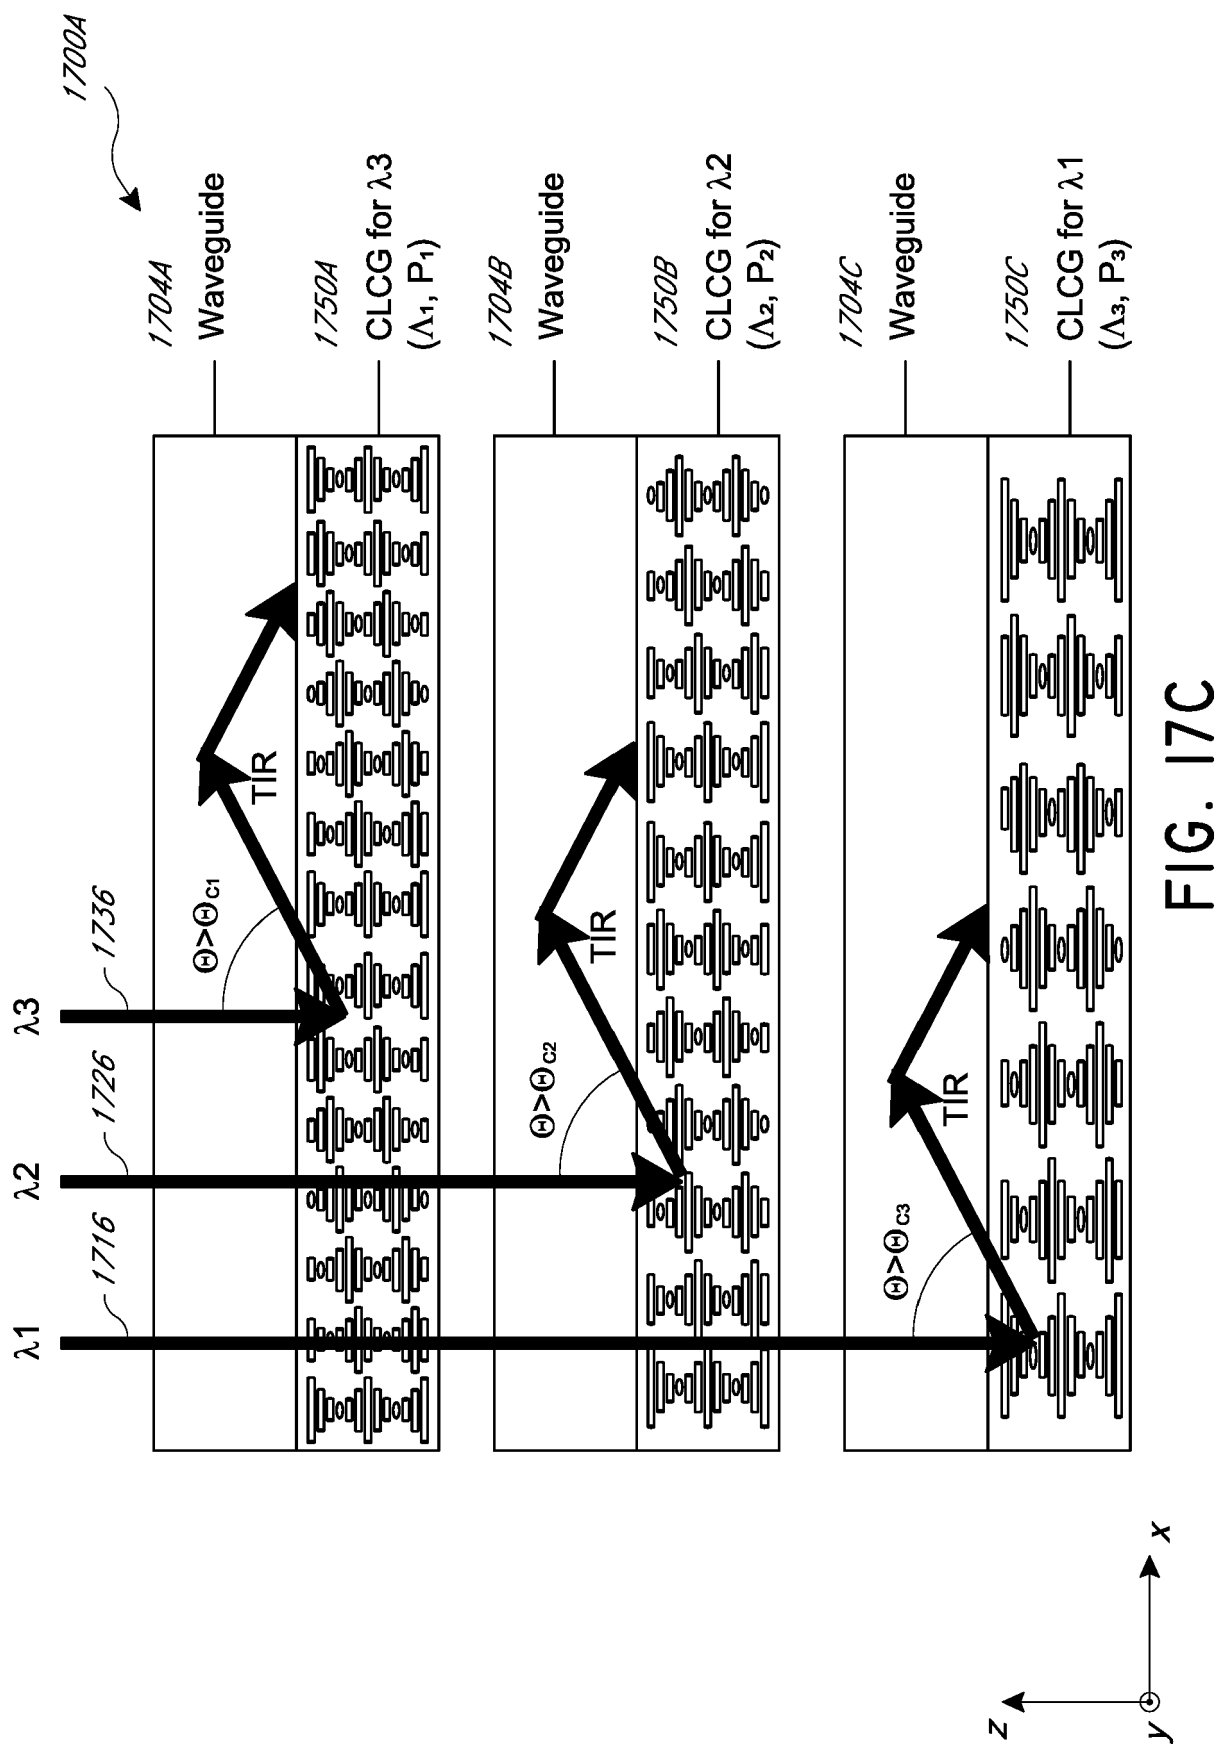 1700A
λ1
λ2
λ3
1716
1726
1736
1704A
Waveguide
1750A
CLCG for λ3
(Λ1, P1)
Θ>ΘC1
TIR
1704B
Waveguide
1750B
CLCG for λ2
(Λ2, P2)
Θ>ΘC2
TIR
1704C
Waveguide
1750C
CLCG for λ1
(Λ3, P3)
Θ>ΘC3
TIR
z
y
x
FIG. 17C